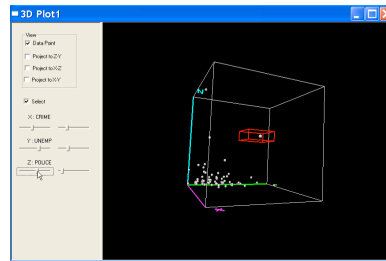 3D Plot1
View
Data Point
Project to Z-Y
Project to X-Z
Project to X-Y
Select
X : CRIME
Y : UNEMP
Z : POLICE